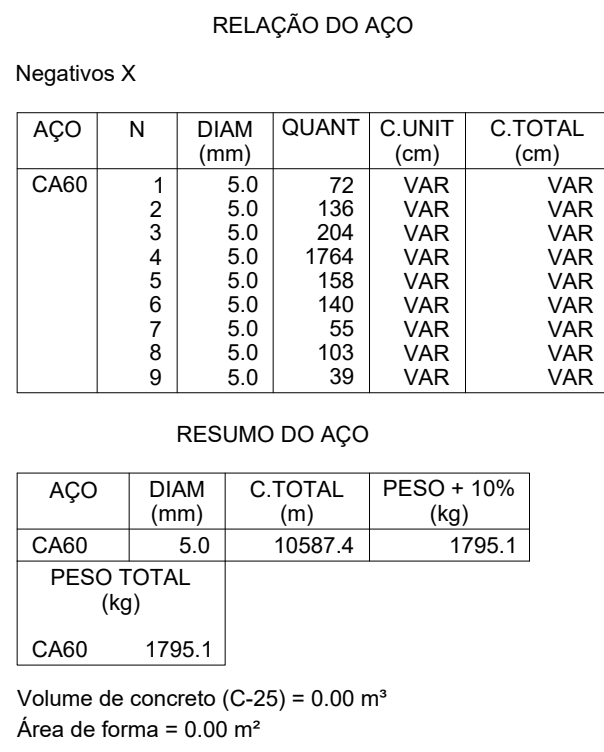 RELAÇÃO DO AÇO
Negativos X
AÇO N DIAM QUANT C.UNIT C.TOTAL
(mm) (cm) (cm)
CA60 1 5.0 72 VAR VAR
2 5.0 136 VAR VAR
3 5.0 204 VAR VAR
4 5.0 1764 VAR VAR
5 5.0 158 VAR VAR
6 5.0 140 VAR VAR
7 5.0 55 VAR VAR
8 5.0 103 VAR VAR
9 5.0 39 VAR VAR
RESUMO DO AÇO
AÇO DIAM C.TOTAL PESO + 10%
(mm) (m) (kg)
CA60 5.0 10587.4 1795.1
PESO TOTAL
(kg)
CA60 1795.1
Volume de concreto (C-25) = 0.00 m³
Área de forma = 0.00 m²